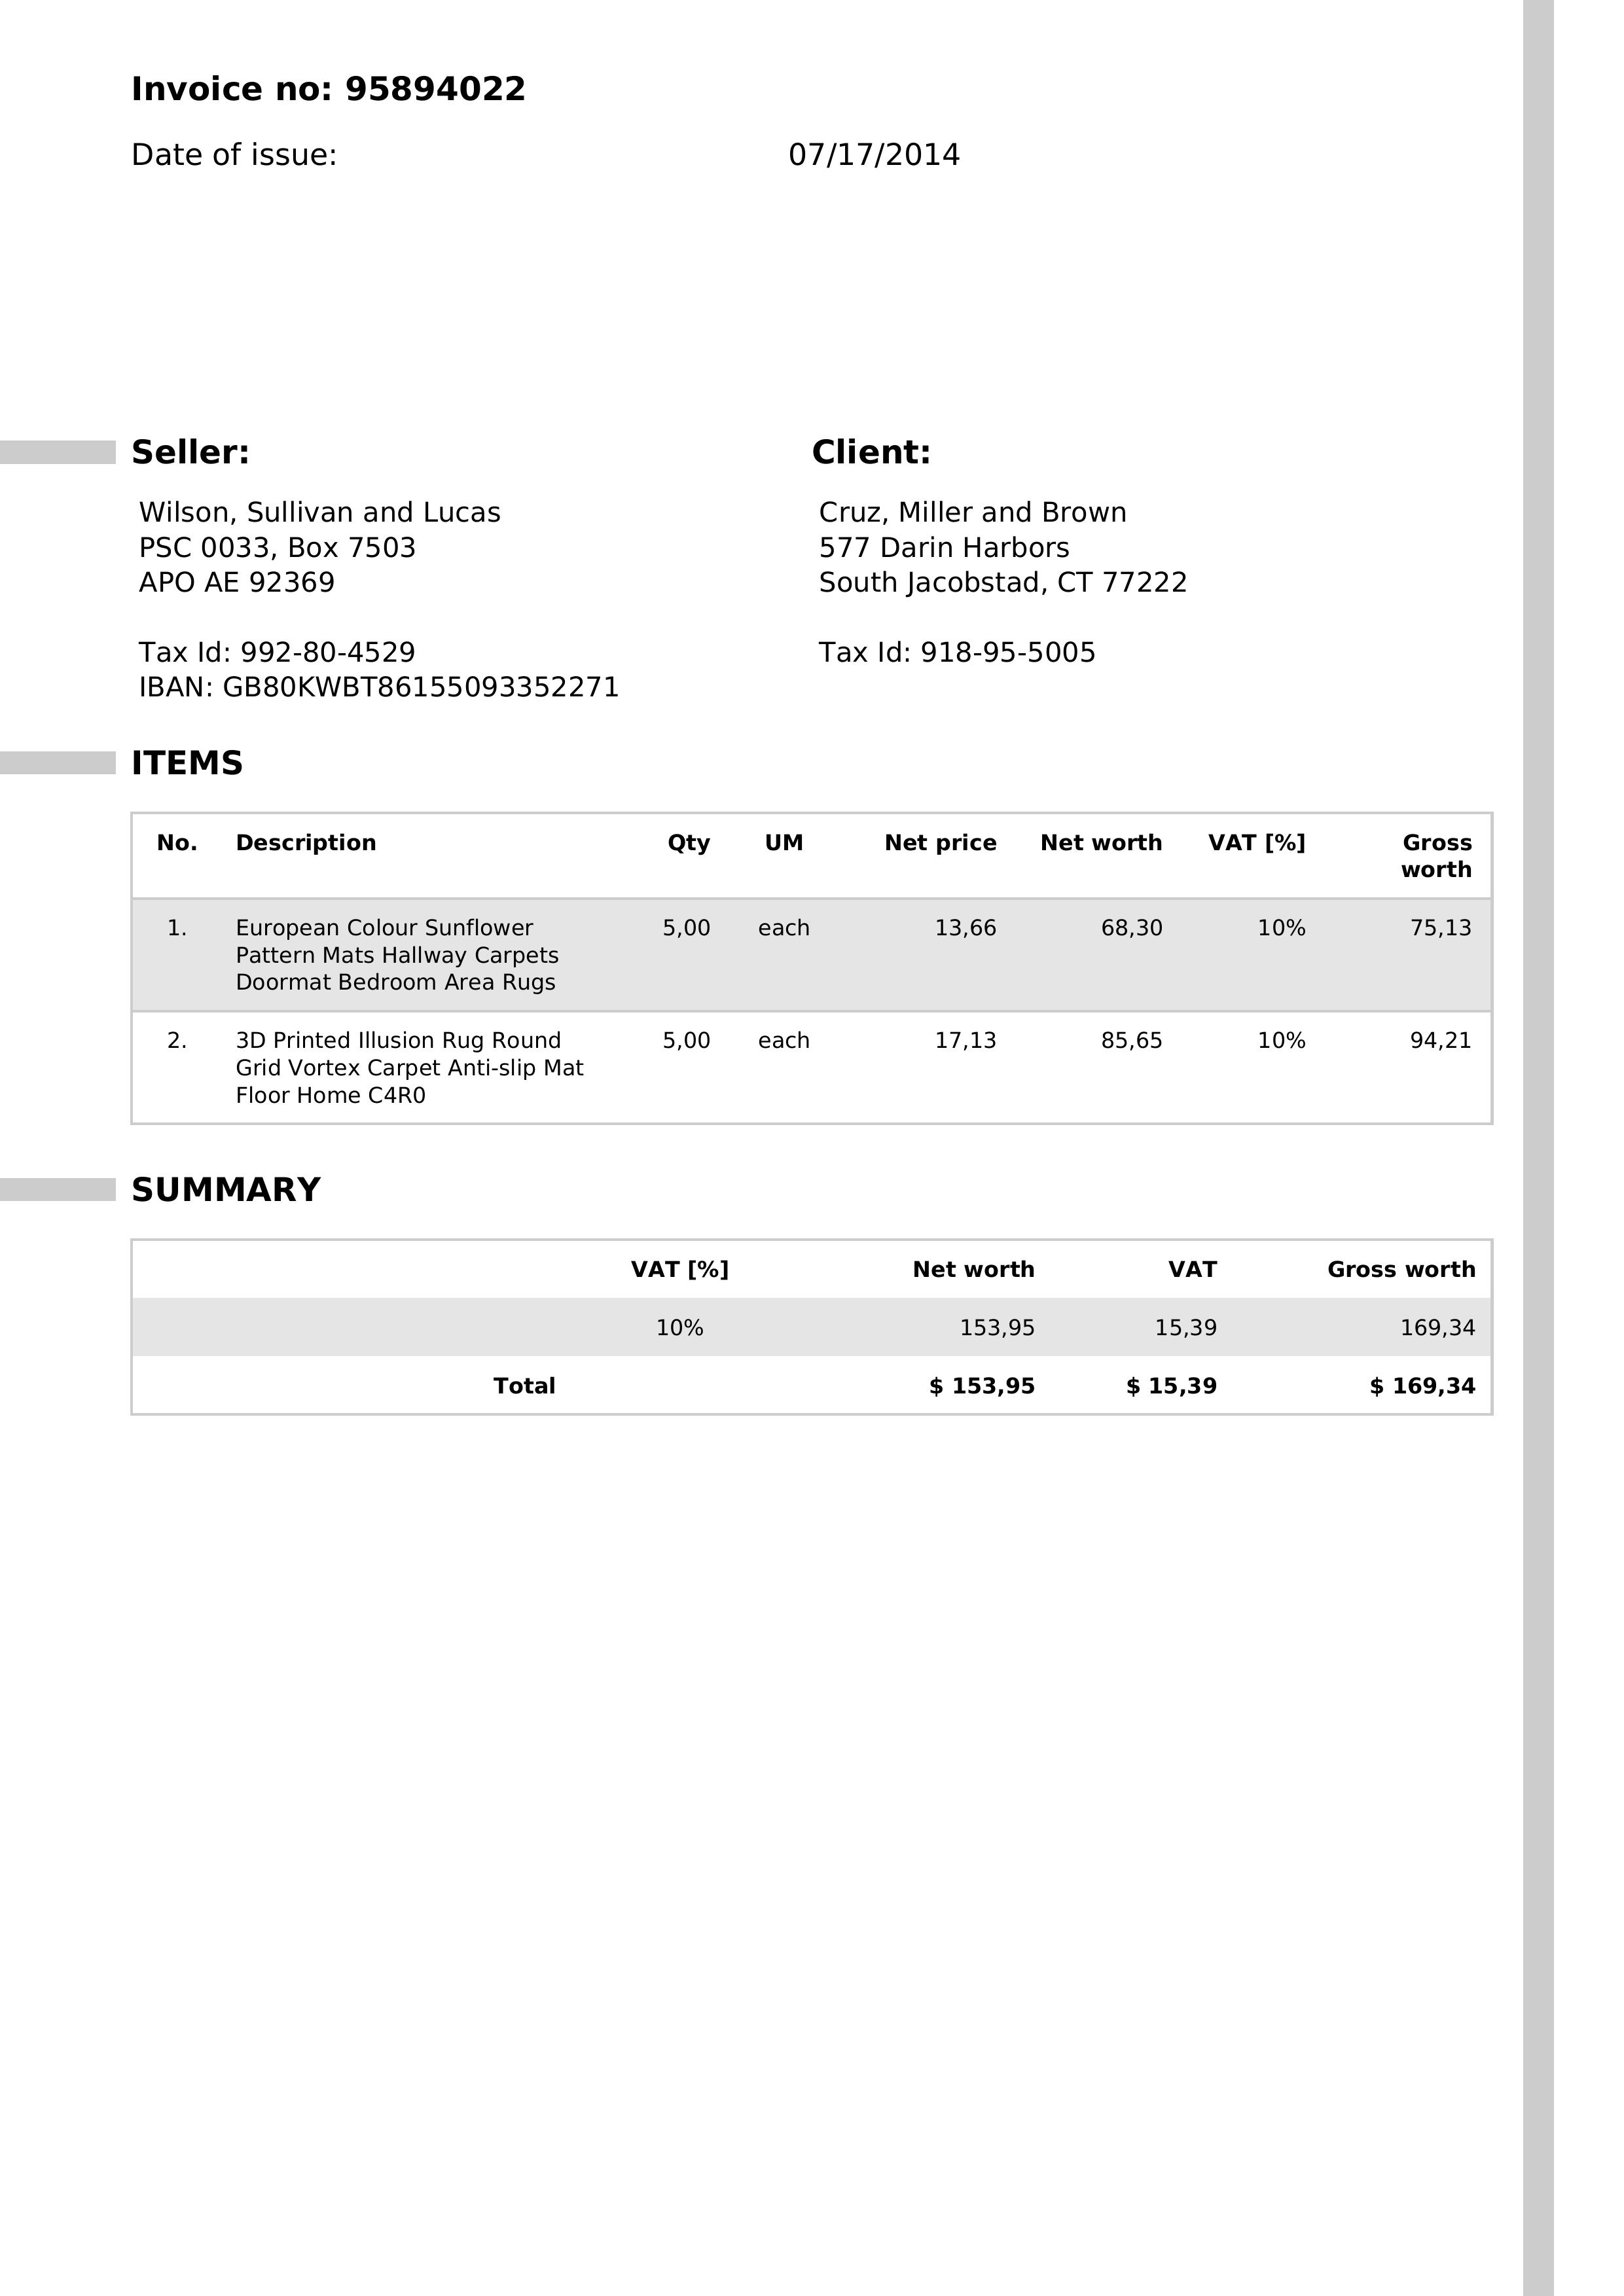 Invoice no: 95894022
Date of issue: 07/17/2014
Seller:
Wilson, Sullivan and Lucas
PSC 0033, Box 7503
APO AE 92369
Tax Id: 992-80-4529
IBAN: GB80KWBT86155093352271
Client:
Cruz, Miller and Brown
577 Darin Harbors
South Jacobstad, CT 77222
Tax Id: 918-95-5005
ITEMS
No. Description Qty UM Net price Net worth VAT [%] Gross
worth
1. European Colour Sunflower 5,00 each 13,66 68,30 10% 75,13
Pattern Mats Hallway Carpets
Doormat Bedroom Area Rugs
2. 3D Printed Illusion Rug Round 5,00 each 17,13 85,65 10% 94,21
Grid Vortex Carpet Anti-slip Mat
Floor Home C4R0
SUMMARY
VAT [%] Net worth VAT Gross worth
10% 153,95 15,39 169,34
Total $ 153,95 $ 15,39 $ 169,34